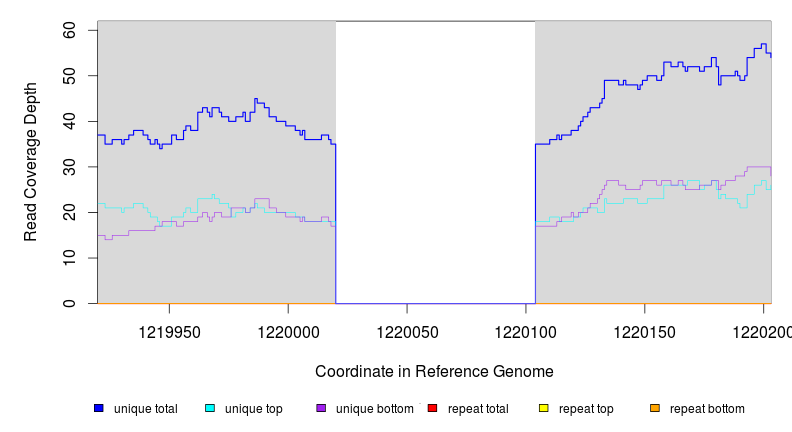 60
50
40
30
20
10
0
Read Coverage Depth
1219950 1220000 1220050 1220100 1220150 122020
Coordinate in Reference Genome
unique total unique top unique bottom repeat total repeat top repeat bottom